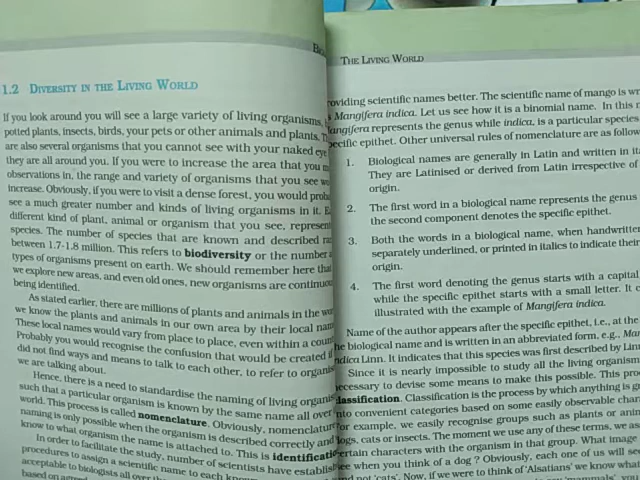 1.2 DIVERSITY IN THE LIVING WORLD
If you look around you will see a large variety of living organisms,
potted plants, insects, birds, your pets or other animals and plants.
are also several organisms that you cannot see with your naked eye
they are all around you. If you were to increase the area that you
observations in, the range and variety of organisms that you see
increase. Obviously, if you were to visit a dense forest, you would
see a much greater number and kinds of living organisms in it.
different kind of plant, animal or organism that you see,
species. The number of species that are known and described
between 1.7-1.8 million. This refers to biodiversity or the number
types of organisms present on earth. We should remember here that
we explore new areas, and even old ones, new organisms are
being identified.
As stated earlier, there are millions of plants and animals in the
we know the plants and animals in our own area by their local
These local names would vary from place to place, even within a
Probably you would recognise the confusion that would be created if
did not find ways and means to talk to each other, to refer to
we are talking about.
Hence, there is a need to standardise the naming of living
such that a particular organism is known by the same name all over
world. This process is called nomenclature. Obviously, nomenclature
naming is only possible when the organism is described correctly and
know to what organism the name is attached to. This is
In order to facilitate the study, number of scientists have
procedures to assign a scientific name to each
acceptable to biologists all over
based on agreed
THE LIVING WORLD
providing scientific names better. The scientific name of mango is
Mangifera indica. Let us see how it is a binomial name. In this
Mangifera represents the genus while indica, is a particular species
specific epithet. Other universal rules of nomenclature are as
1. Biological names are generally in Latin and written in
They are Latinised or derived from Latin irrespective of
origin.
2. The first word in a biological name represents the genus
the second component denotes the specific epithet.
3. Both the words in a biological name, when
separately underlined, or printed in italics to indicate their
origin.
4. The first word denoting the genus starts with a capital
while the specific epithet starts with a small letter. It
illustrated with the example of Mangifera indica.
Name of the author appears after the specific epithet, i.e., at the
the biological name and is written in an abbreviated form, e.g.,
indica Linn. It indicates that this species was first described by
Since it is nearly impossible to study all the living
necessary to devise some means to make this possible. This
classification. Classification is the process by which anything is
into convenient categories based on some easily observable
For example, we easily recognise groups such as plants or
dogs, cats or insects. The moment we use any of these terms, we
certain characters with the organism in that group. What image
see when you think of a dog ? Obviously, each one of us will
and not 'cats'. Now, if we were to think of 'Alsatians' we know
'mammals', you